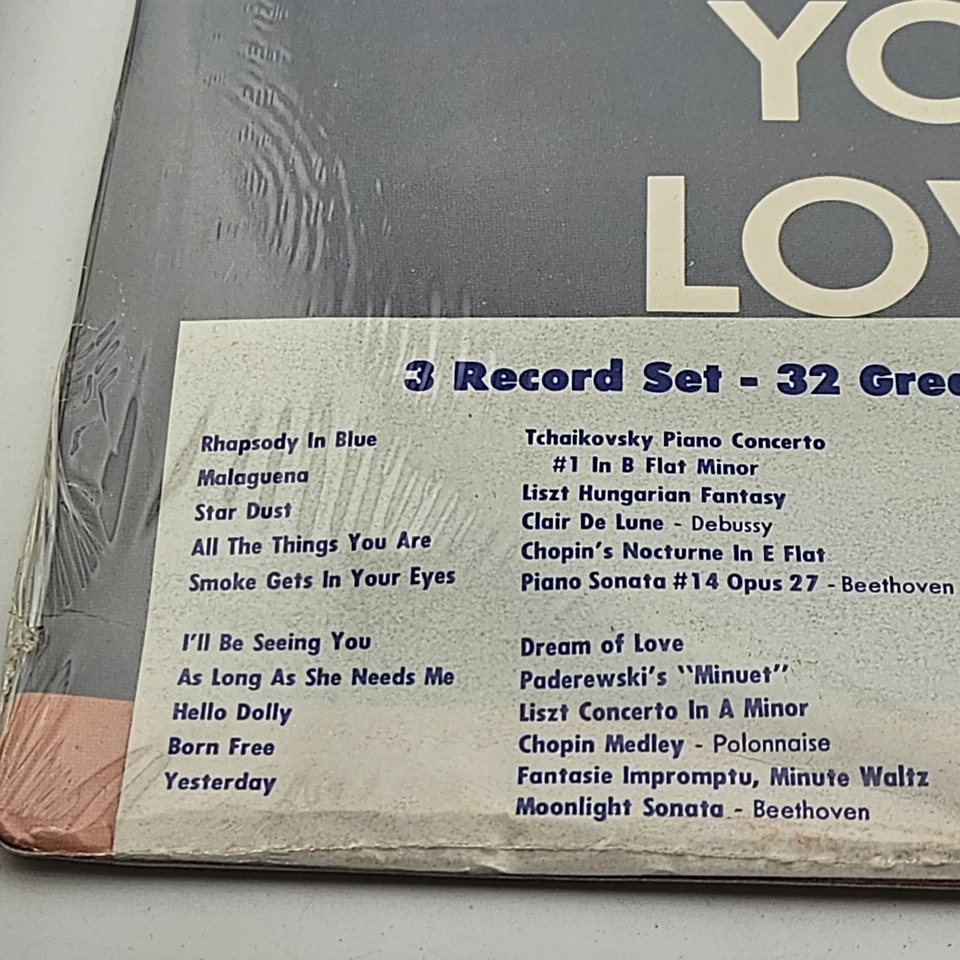 3 Record Set - 32
Rhapsody In Blue
Malaguena
Star Dust
All The Things You Are
Smoke Gets In Your Eyes
I'll Be Seeing You
As Long As She Needs Me
Hello Dolly
Born Free
Yesterday
Tchaikovsky Piano Concerto
#1 In B Flat Minor
Liszt Hungarian Fantasy
Clair De Lune - Debussy
Chopin's Nocturne In E Flat
Piano Sonata #14 Opus 27 - Beethoven
Dream of Love
Paderewski's "Minuet"
Liszt Concerto In A Minor
Chopin Medley - Polonnaise
Fantasie Impromptu, Minute Waltz
Moonlight Sonata - Beethoven